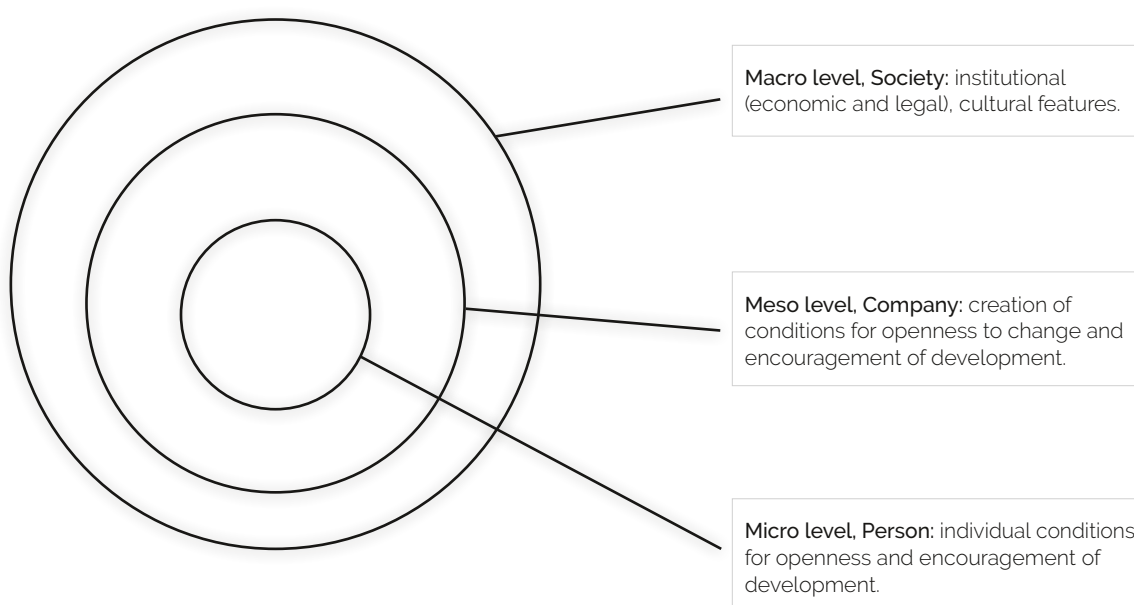 Macro level, Society: institutional
(economic and legal), cultural features.
Meso level, Company: creation of
conditions for openness to change and
encouragement of development.
Micro level, Person: individual conditions
for openness and encouragement of
development.